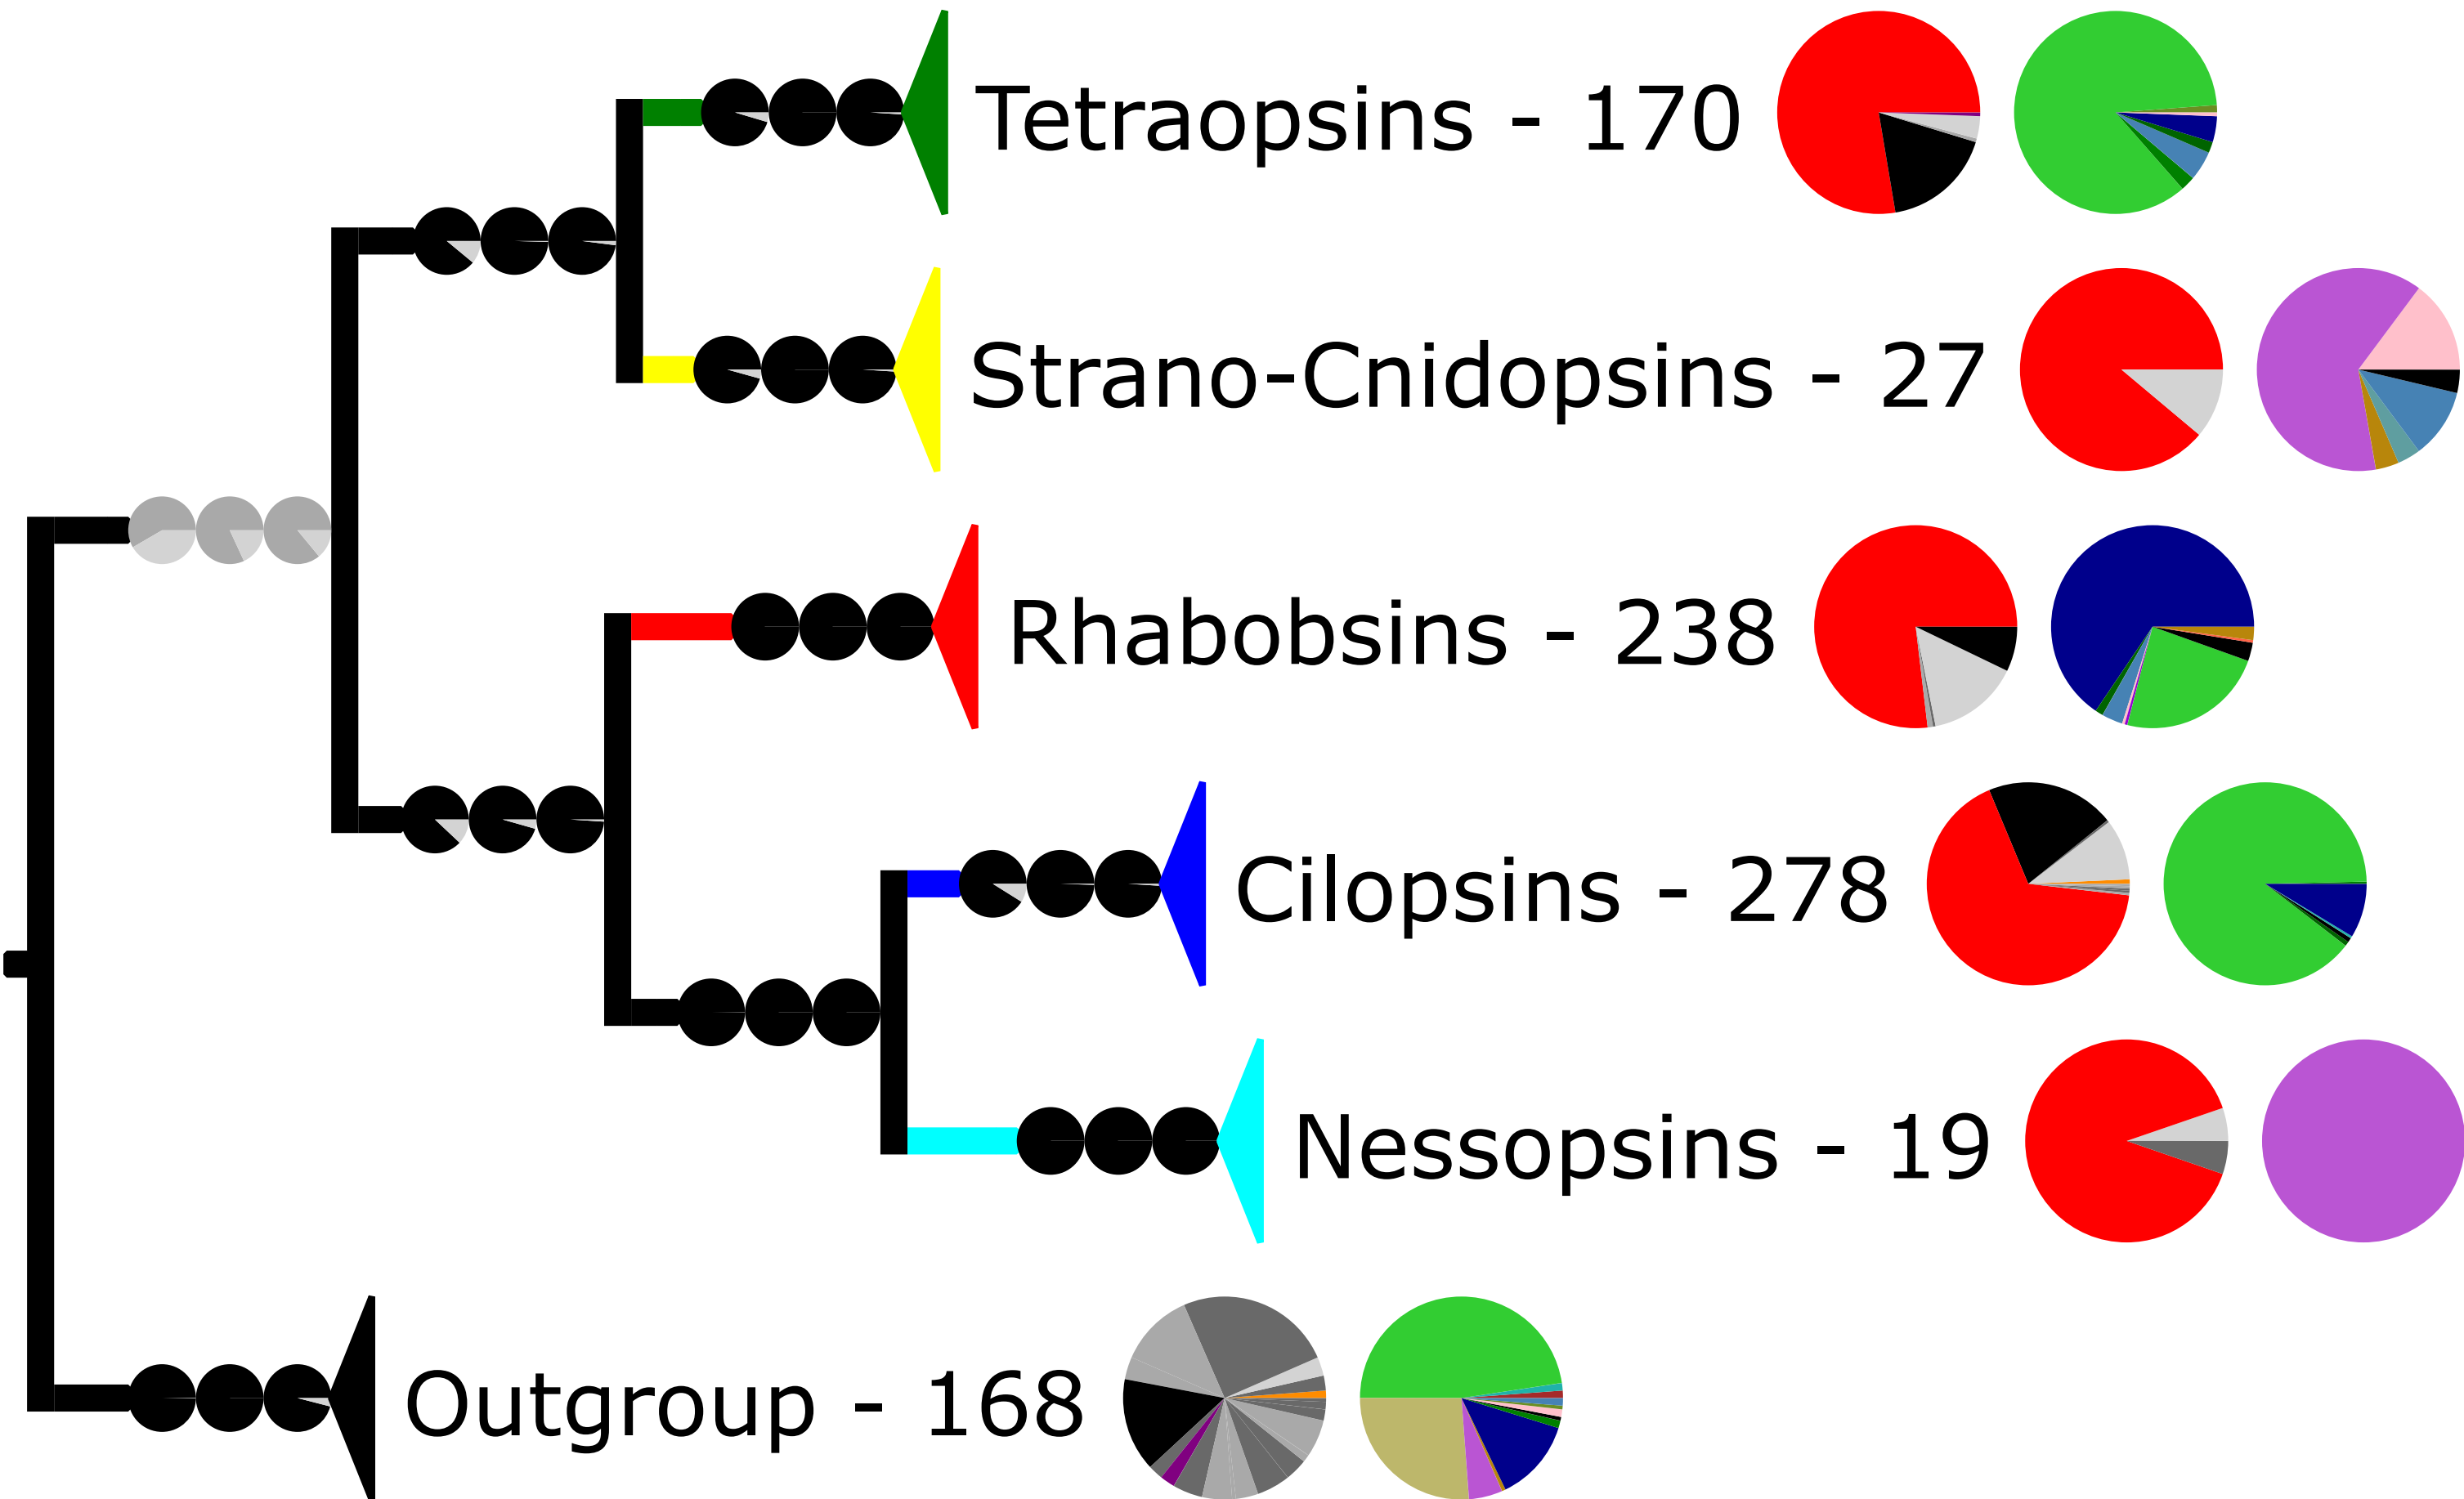 Tetraopsins - 170
Strano-Cnidopsins - 27
Rhabobsins - 238
Cilopsins - 278
Nessopsins - 19
Outgroup - 168